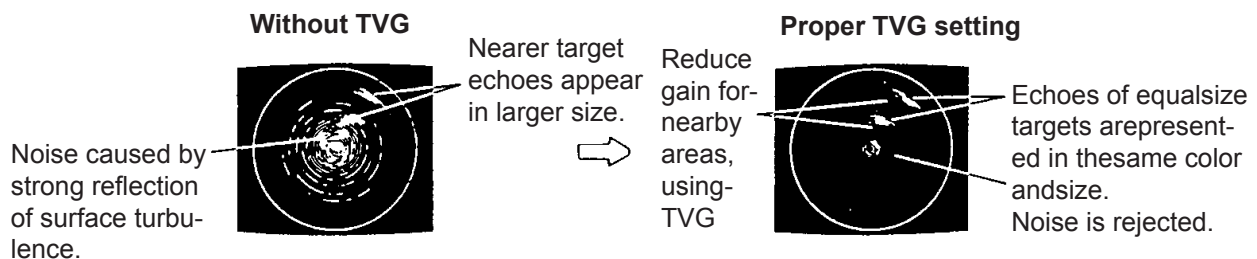 Without TVG
Nearer target
echoes appear
in larger size.
Noise caused by
strong reflection
of surface turbu-
lence.
Proper TVG setting
Reduce
gain for-
nearby
areas,
using-
TVG
Echoes of equalsize
targets arepresent-
ed in thesame color
andsize.
Noise is rejected.